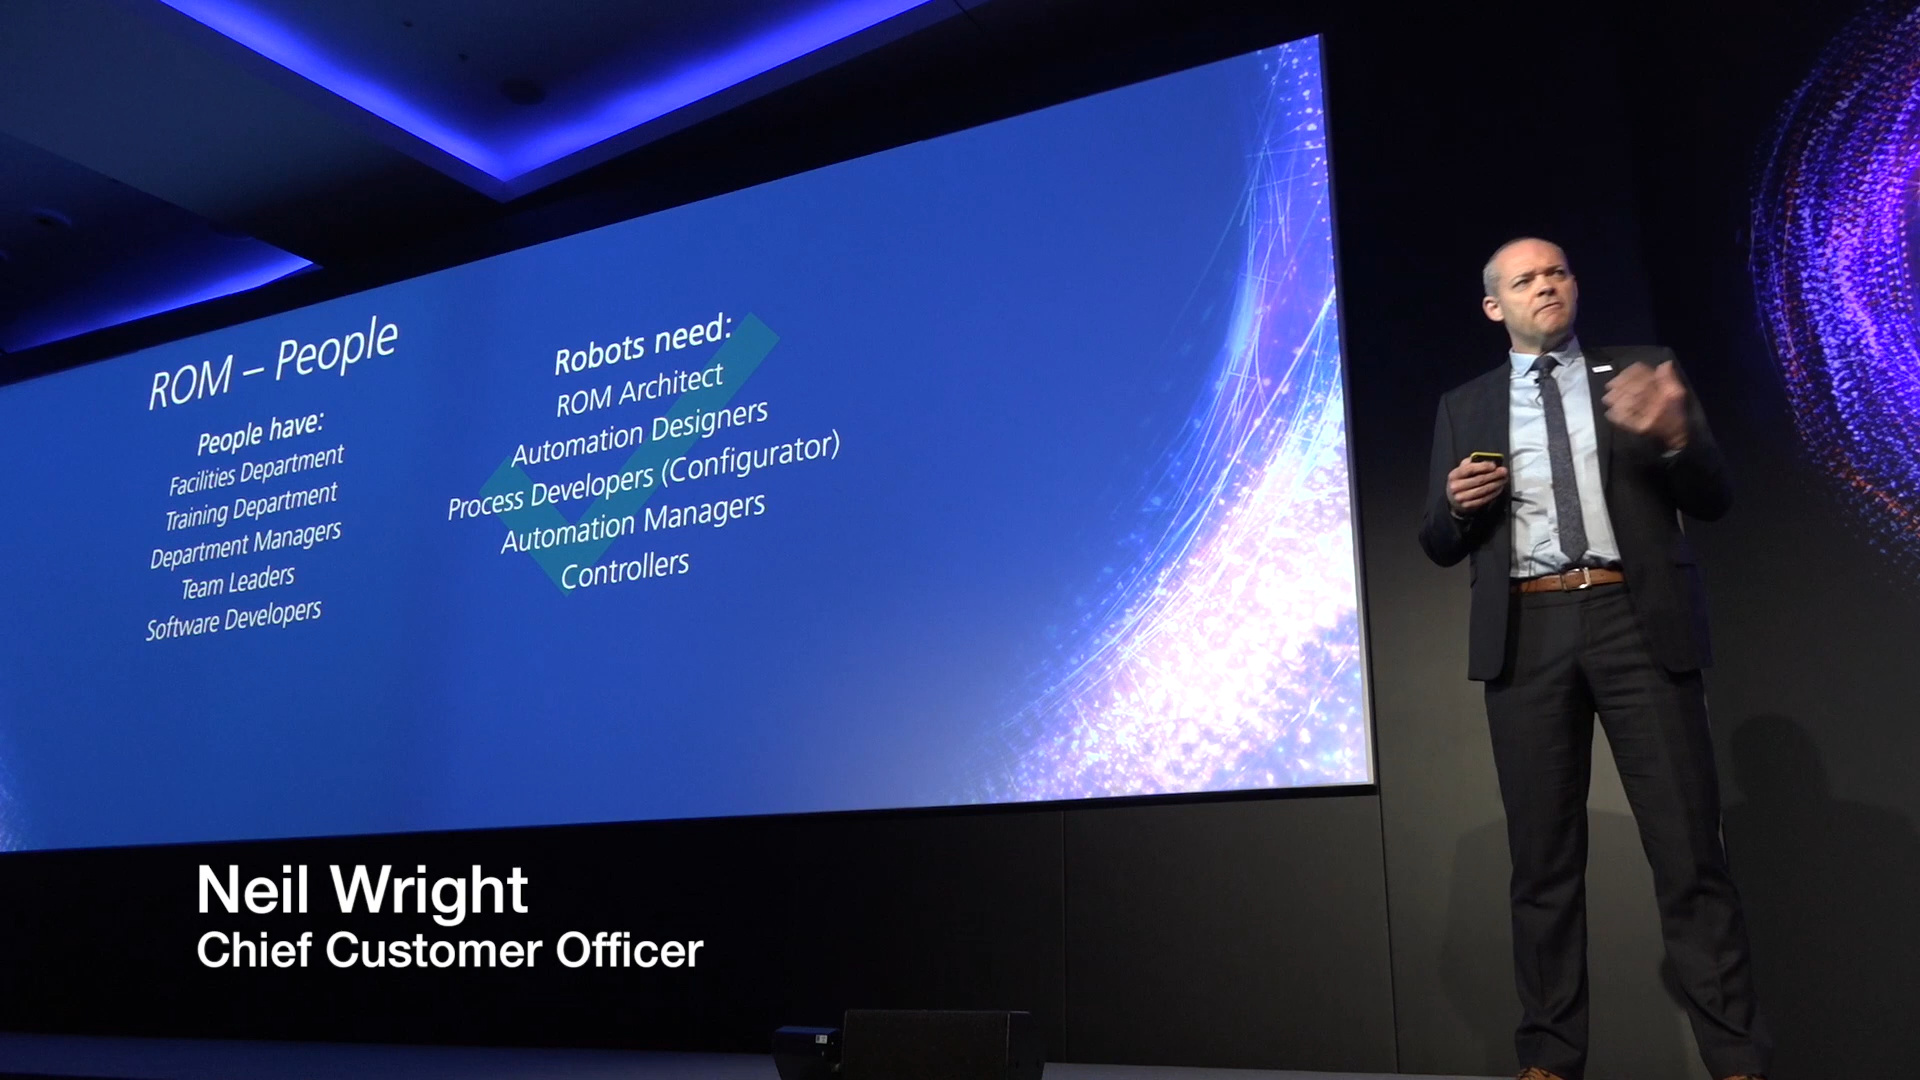 ROM – People
People have:
Facilities Department
Training Department
Department Managers
Team Leaders
Software Developers
Robots need:
ROM Architect
Automation Designers
Process Developers (Configurator)
Automation Managers
Controllers
Neil Wright
Chief Customer Officer